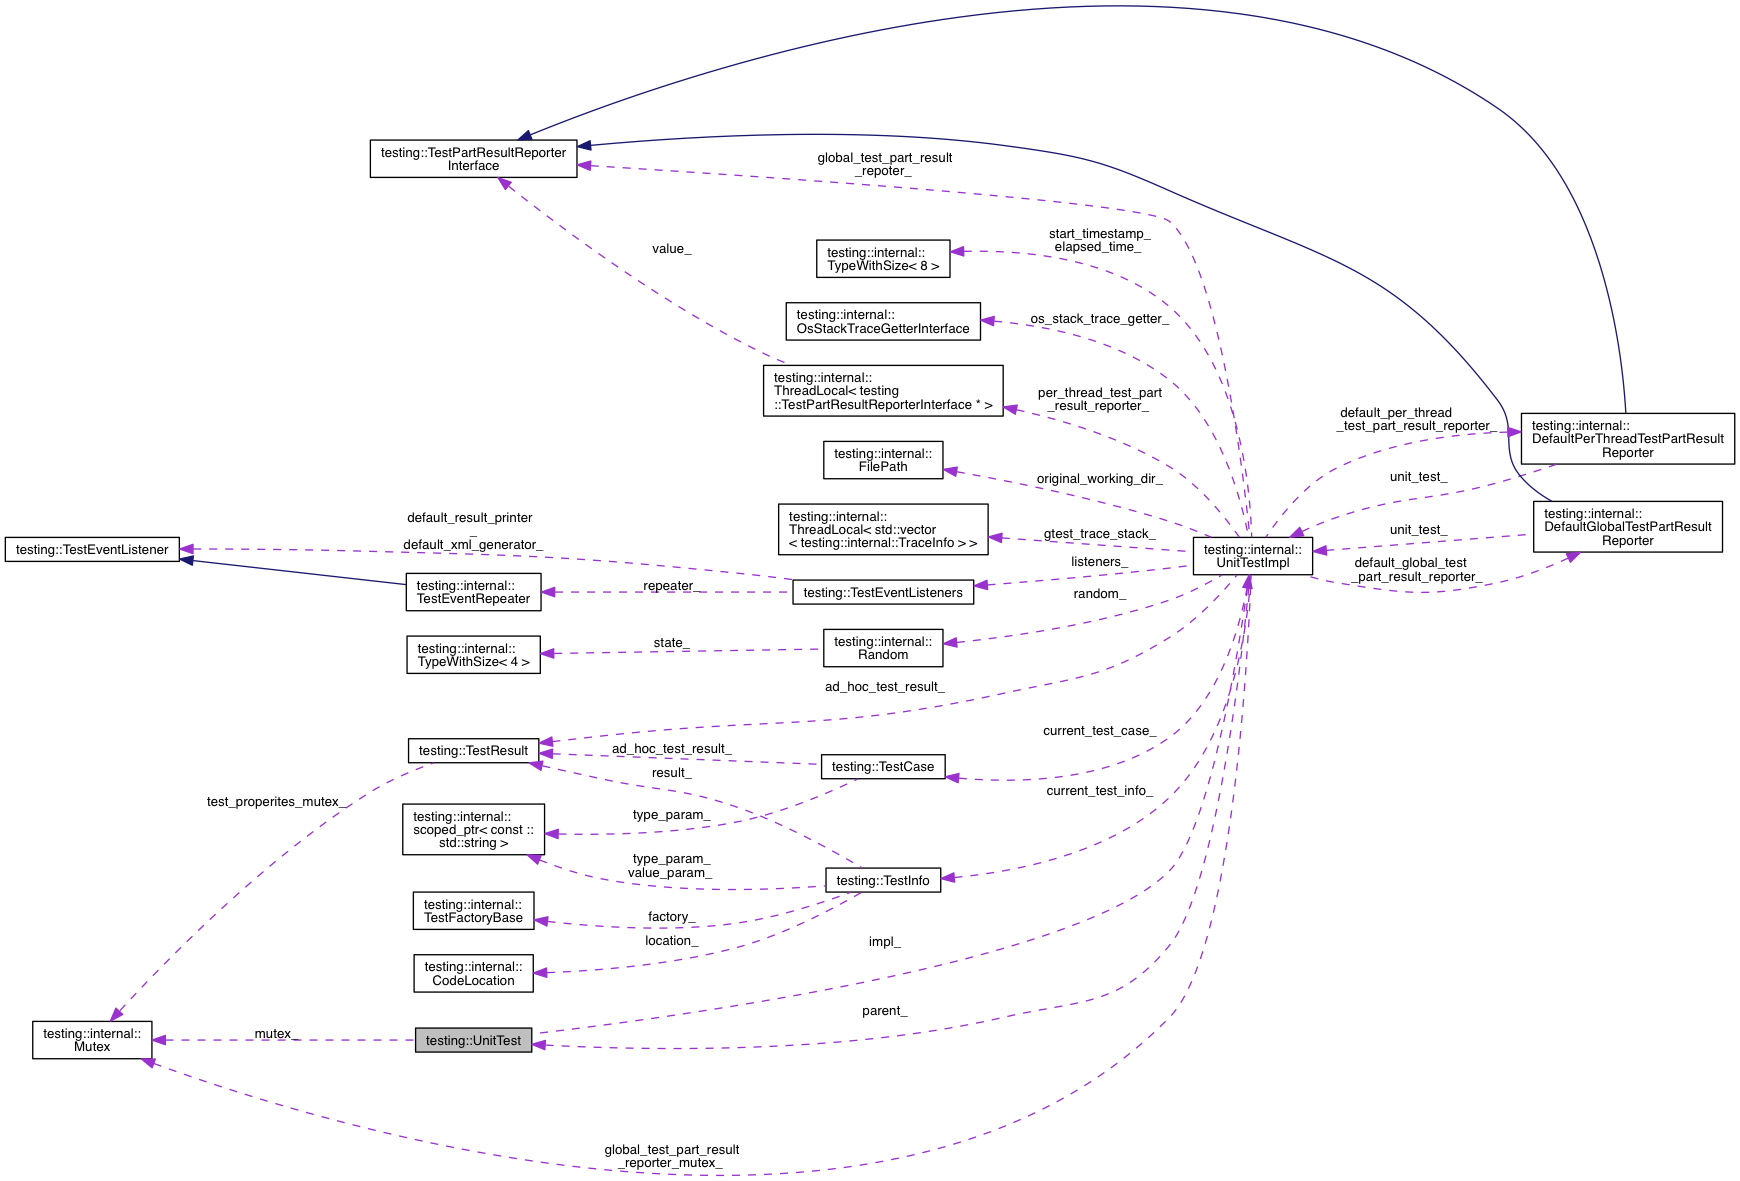 testing::TestPartResultReporter
Interface
global_test_part_result
_repoter_
value_
start_timestamp_
elapsed_time_
testing::internal::
TypeWithSize< 8 >
testing::internal::
OsStackTraceGetterInterface
os_stack_trace_getter_
testing::internal::
ThreadLocal< testing
::TestPartResultReporterInterface * >
per_thread_test_part
_result_reporter_
default_per_thread
_test_part_result_reporter_
testing::internal::
DefaultPerThreadTestPartResult
Reporter
testing::internal::
FilePath
original_working_dir_
unit_test_
testing::internal::
ThreadLocal< std::vector
< testing::internal::TraceInfo > >
gtest_trace_stack_
unit_test_
testing::internal::
DefaultGlobalTestPartResult
Reporter
default_result_printer
_
default_xml_generator_
testing::TestEventListener
testing::internal::
UnitTestImpl
default_global_test
_part_result_reporter_
listeners_
testing::internal::
TestEventRepeater
repeater_
testing::TestEventListeners
random_
testing::internal::
TypeWithSize< 4 >
state_
testing::internal::
Random
ad_hoc_test_result_
testing::TestResult
ad_hoc_test_result_
result_
testing::TestCase
current_test_case_
current_test_info_
test_properites_mutex_
testing::internal::
scoped_ptr< const ::
std::string >
type_param_
type_param_
value_param_
testing::TestInfo
testing::internal::
TestFactoryBase
factory_
location_
impl_
testing::internal::
CodeLocation
parent_
testing::internal::
Mutex
mutex_
testing::UnitTest
global_test_part_result
_reporter_mutex_